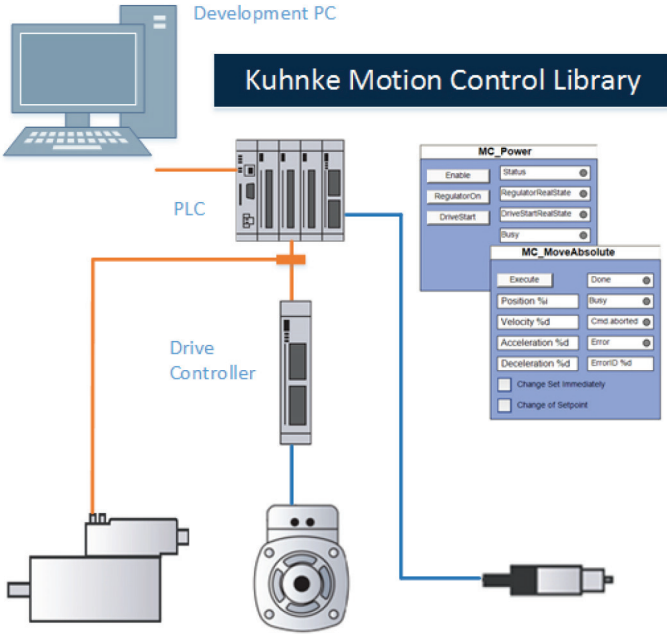 Development PC
Kuhnke Motion Control Library
PLC
Drive
Controller
MC_Power
Enable
Status
RegulatorOn
RegulatorRealState
DriveStart
DriveStartRealState
Busy
MC_MoveAbsolute
Execute
Done
Position %i
Busy
Velocity %d
Cmd.aborted
Acceleration %d
Error
Deceleration %d
ErrorID %d
Change Set Immediately
Change of Setpoint